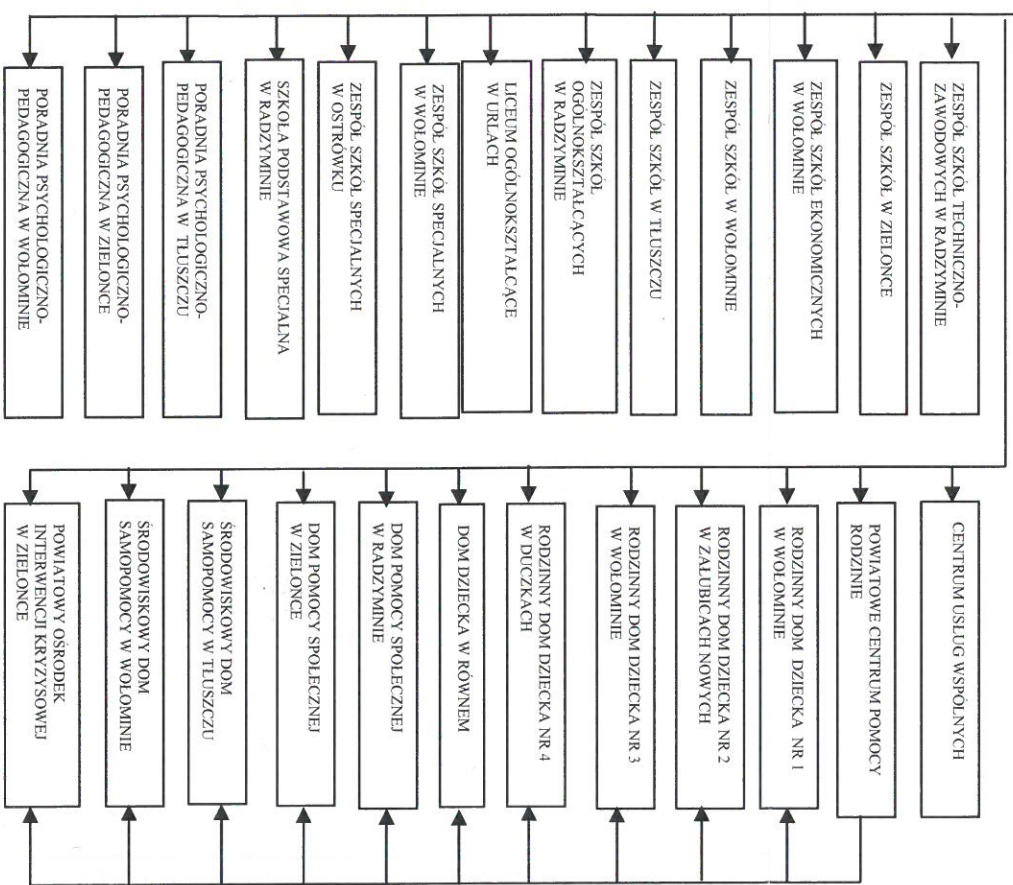 ZESPÓŁ SZKÓŁ TECHNICZNO-
ZAWODOWYCH W RADZYMINIE
ZESPÓŁ SZKÓŁ W ZIELONCE
ZESPÓŁ SZKÓŁ EKONOMICZNYCH
W WOŁOMINIE
ZESPÓŁ SZKÓŁ W WOŁOMINIE
ZESPÓŁ SZKÓŁ W TŁUSZCZU
ZESPÓŁ SZKÓŁ
OGÓLNOKSZTAŁCĄCYCH
W RADZYMINIE
LICEUM OGÓLNOKSZTAŁCĄCE
W URLACH
ZESPÓŁ SZKÓŁ SPECJALNYCH
W WOŁOMINIE
ZESPÓŁ SZKÓŁ SPECJALNYCH
W OSTRÓWKU
SZKOŁA PODSTAWOWA SPECJALNA
W RADZYMINIE
PORADNIA PSYCHOLOGICZNO-
PEDAGOGICZNA W TŁUSZCZU
PORADNIA PSYCHOLOGICZNO-
PEDAGOGICZNA W ZIELONCE
PORADNIA PSYCHOLOGICZNO-
PEDAGOGICZNA W WOŁOMINIE
CENTRUM USŁUG WSPÓLNYCH
POWIATOWE CENTRUM POMOCY
RODZINIE
RODZINNY DOM DZIECKA NR 1
W WOŁOMINIE
RODZINNY DOM DZIECKA NR 2
W ZAŁUBICACH NOWYCH
RODZINNY DOM DZIECKA NR 3
W WOŁOMINIE
RODZINNY DOM DZIECKA NR 4
W DUCZKACH
DOM DZIECKA W RÓWNEM
DOM POMOCY SPOŁECZNEJ
W RADZYMINIE
DOM POMOCY SPOŁECZNEJ
W ZIELONCE
ŚRODOWISKOWY DOM
SAMOPOMOCY W TŁUSZCZU
ŚRODOWISKOWY DOM
SAMOPOMOCY W WOŁOMINIE
POWIATOWY OŚRODEK
INTERWENCJI KRYZYSOWEJ
W ZIELONCE